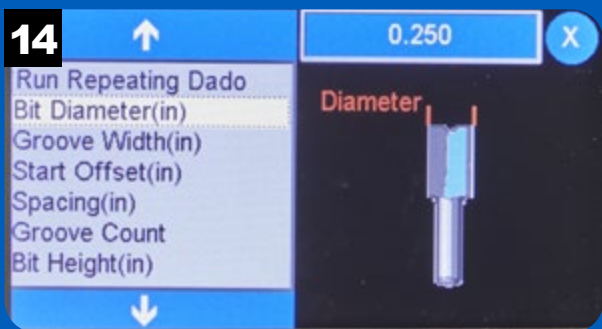 14
0.250
X
Run Repeating Dado
Bit Diameter(in)
Groove Width(in)
Start Offset(in)
Spacing(in)
Groove Count
Bit Height(in)
Diameter